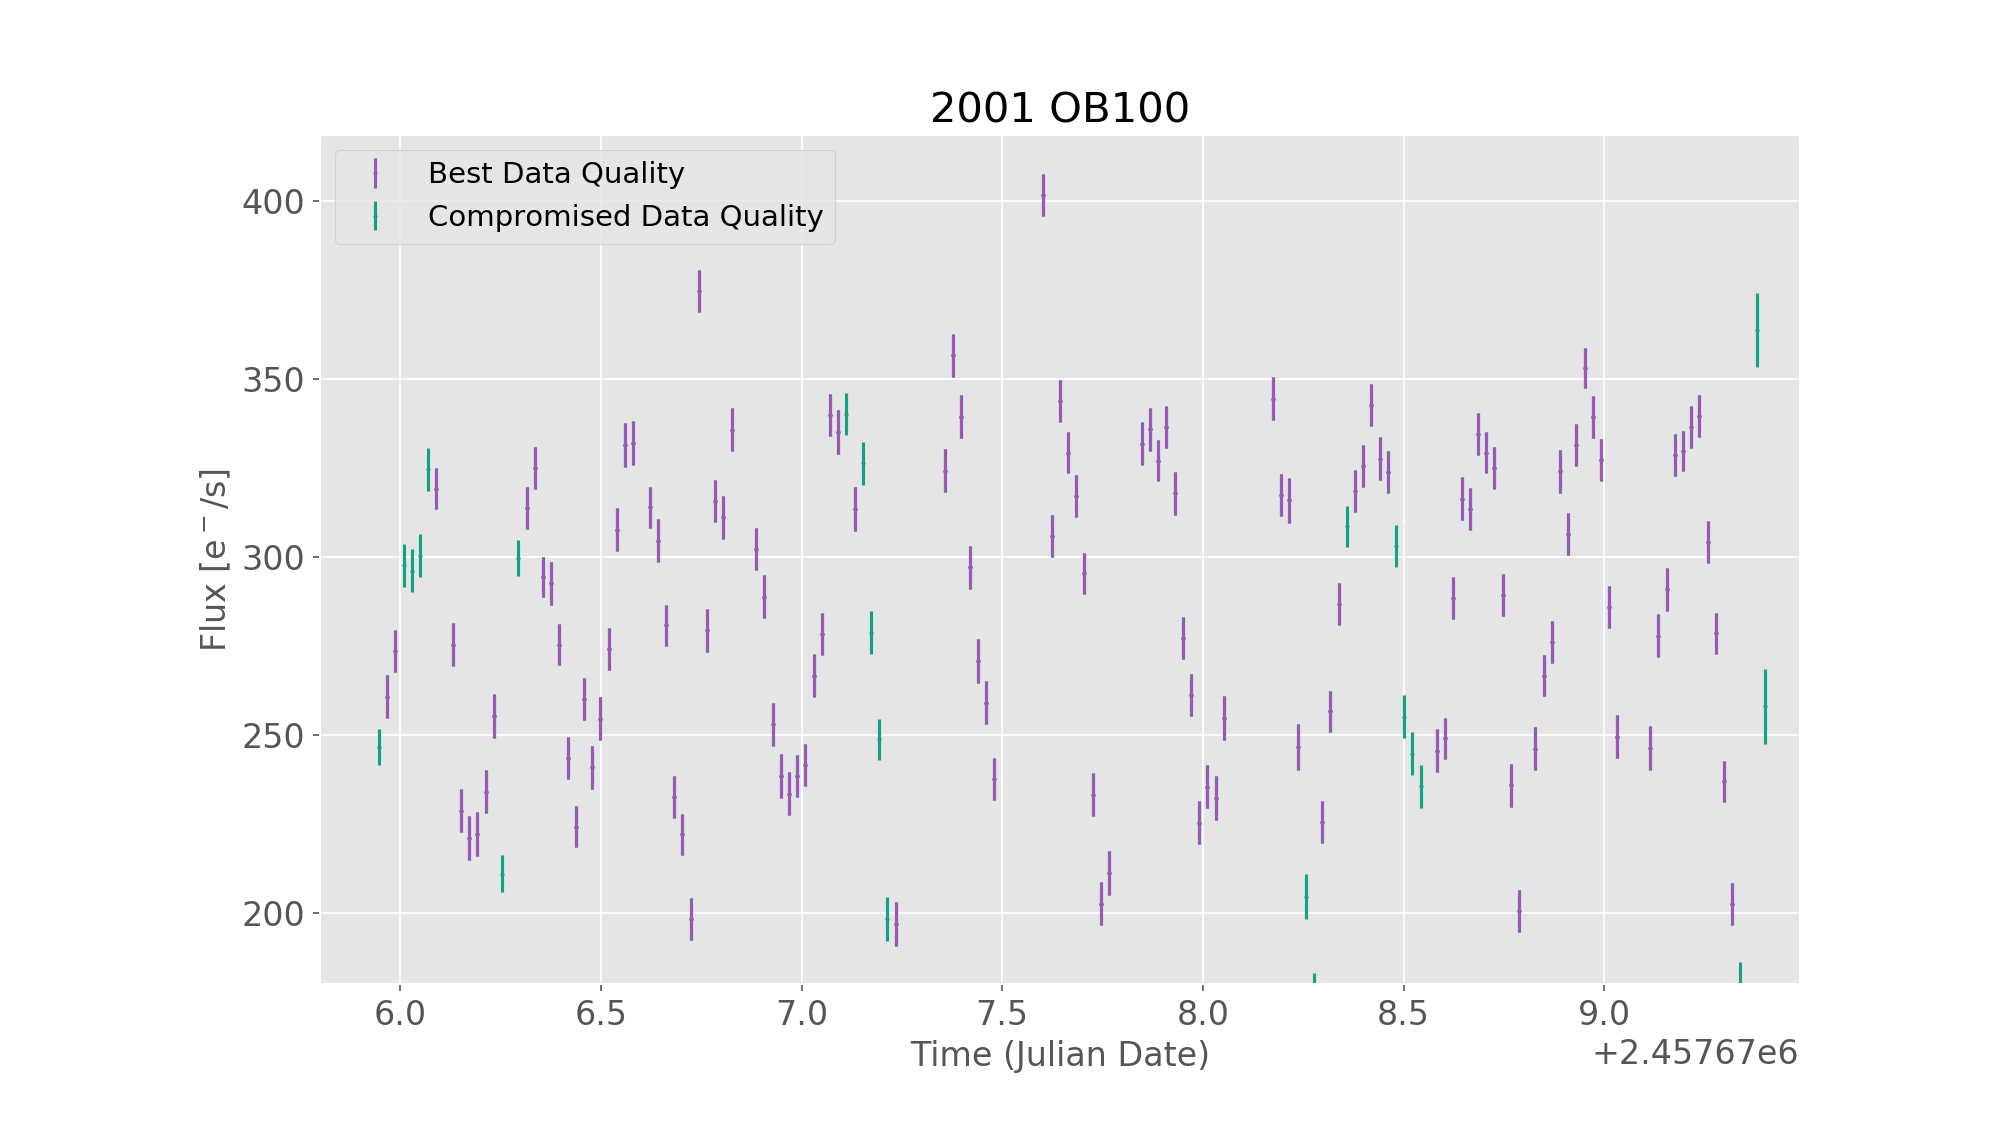 2001 OB100
Best Data Quality
Compromised Data Quality
400
350
300
250
200
Flux [e⁻/s]
6.0 6.5 7.0 7.5 8.0 8.5 9.0
Time (Julian Date)
+2.45767e6